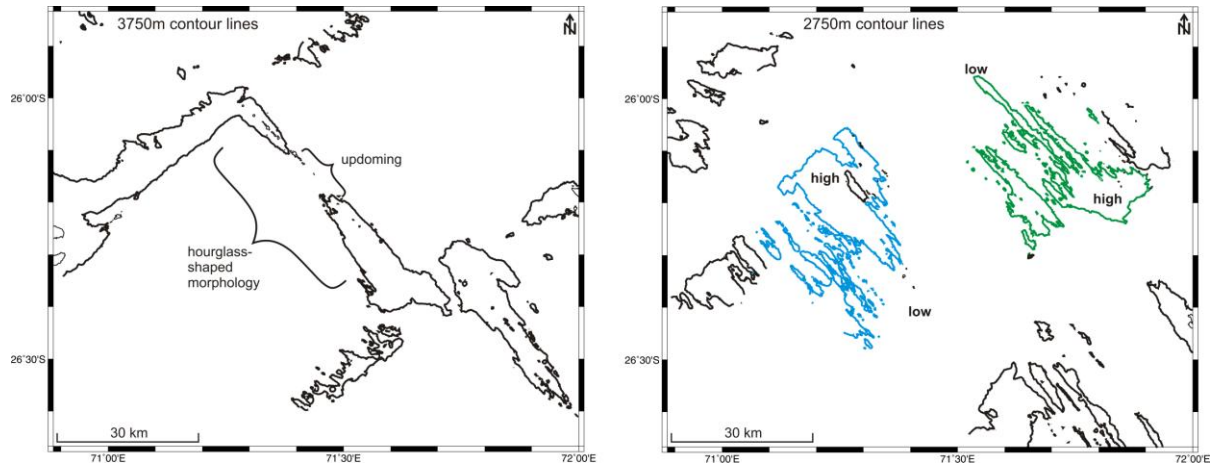 3750m contour lines
N
26°00'S
updoming
hourglass-
shaped
morphology
26°30'S
30 km
71°00'E
71°30'E
72°00'E
2750m contour lines
N
low
26°00'S
high
high
low
26°30'S
30 km
71°00'E
71°30'E
72°00'E